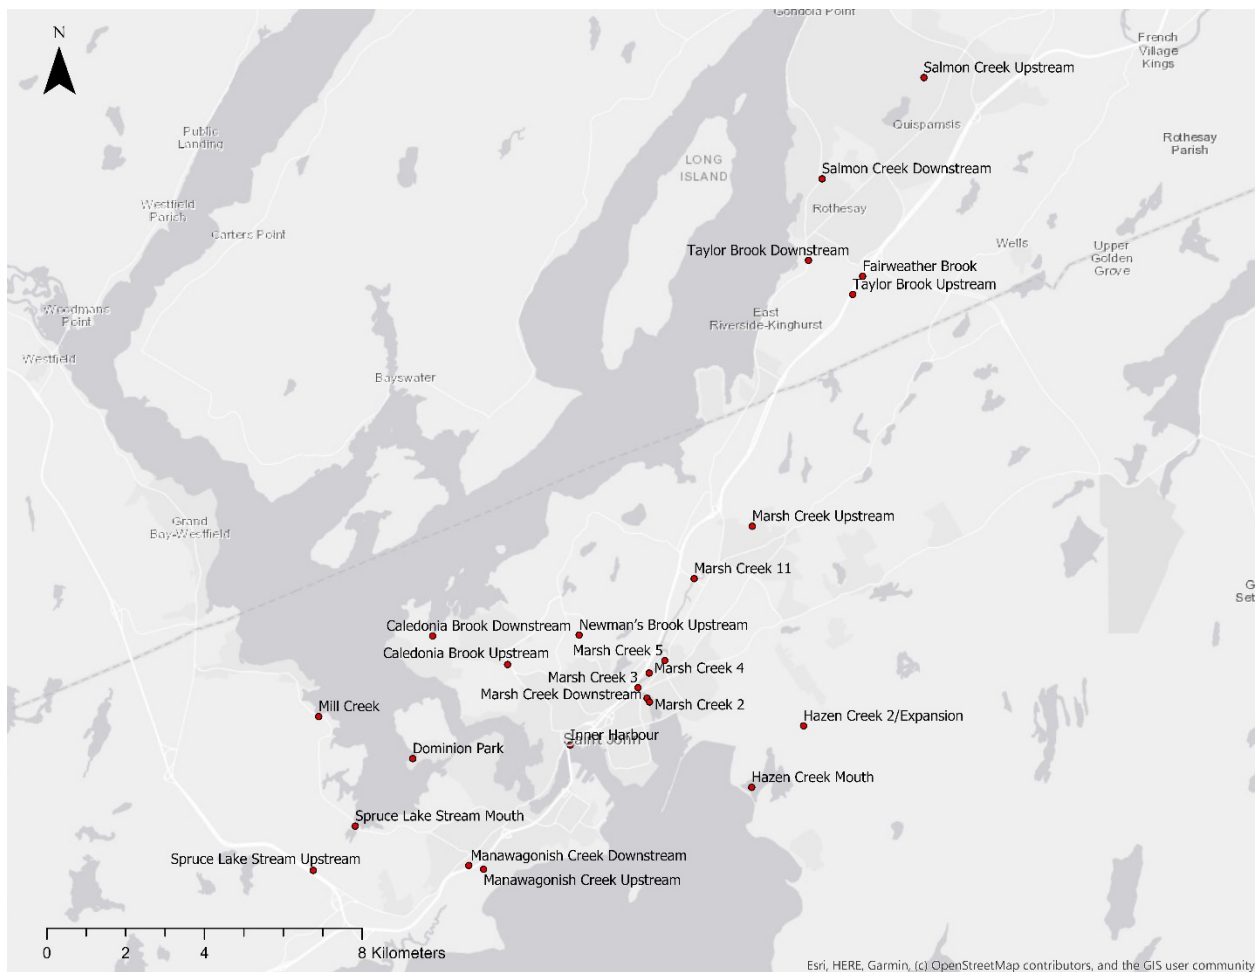 Gondola Point
N
French
Village
Kings
Salmon Creek Upstream
Quispamsis
Public
Landing
Rothesay
Parish
LONG
ISLAND
Salmon Creek Downstream
Westfield
Parish
Rothesay
Carters Point
Wells
Upper
Golden
Grove
Taylor Brook Downstream
Fairweather Brook
Taylor Brook Upstream
Woodmans
Point
East
Riverside-Kinghurst
Westfield
Bayswater
Grand
Bay-Westfield
Marsh Creek Upstream
Marsh Creek 11
G
Set
Caledonia Brook Downstream
Newman's Brook Upstream
Caledonia Brook Upstream
Marsh Creek 5
Marsh Creek 4
Marsh Creek 3
Marsh Creek Downstream
Marsh Creek 2
Mill Creek
Hazen Creek 2/Expansion
Inner Harbour
Saint John
Dominion Park
Hazen Creek Mouth
Spruce Lake Stream Mouth
Spruce Lake Stream Upstream
Manawagonish Creek Downstream
Manawagonish Creek Upstream
0 2 4 8 Kilometers
Esri, HERE, Garmin, (c) OpenStreetMap contributors, and the GIS user community